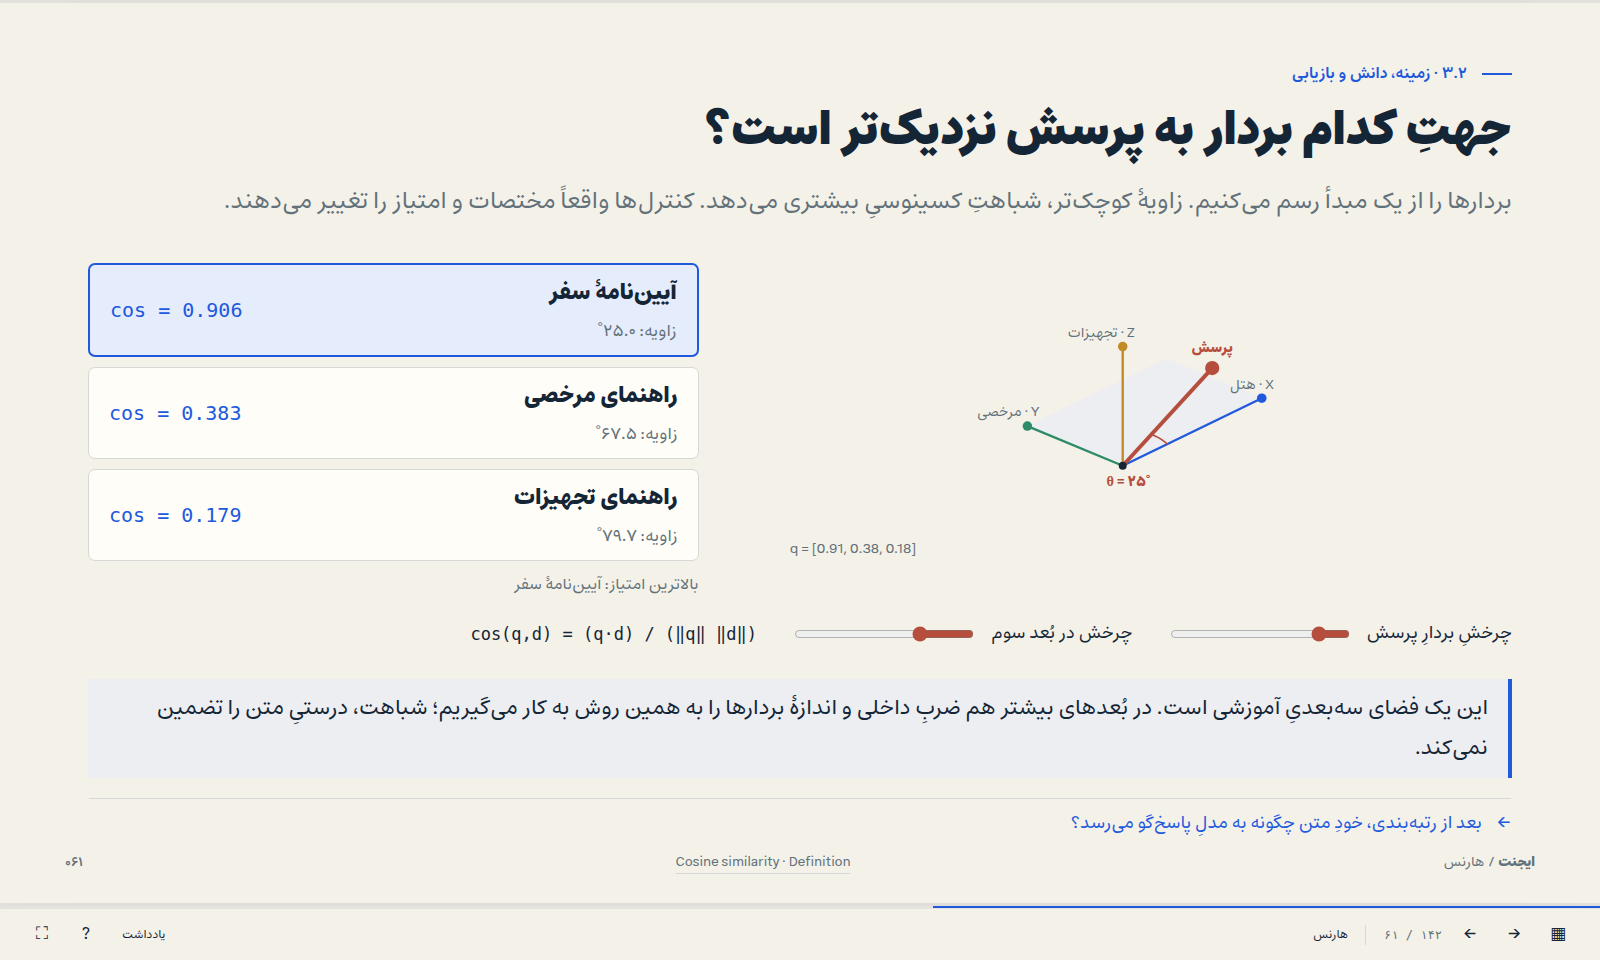 ۳.۲ · زمینه، دانش و بازیابی
جهتِ کدام بردار به پرسش نزدیک‌تر است؟
بردارها را از یک مبدأ رسم می‌کنیم. زاویهٔ کوچک‌تر، شباهتِ کسینوسیِ بیشتری می‌دهد. کنترل‌ها واقعاً مختصات و امتیاز را تغییر می‌دهند.
Z · تجهیزات
پرسش
X · هتل
Y · مرخصی
θ = ۲۵°
q = [0.91, 0.38, 0.18]
آیین‌نامهٔ سفر
زاویه: ۲۵.۰°
cos = 0.906
راهنمای مرخصی
زاویه: ۶۷.۵°
cos = 0.383
راهنمای تجهیزات
زاویه: ۷۹.۷°
cos = 0.179
بالاترین امتیاز: آیین‌نامهٔ سفر
چرخشِ بردارِ پرسش
چرخش در بُعد سوم
cos(q,d) = (q·d) / (‖q‖ ‖d‖)
این یک فضای سه‌بعدیِ آموزشی است. در بُعدهای بیشتر هم ضربِ داخلی و اندازهٔ بردارها را به همین روش به کار می‌گیریم؛ شباهت، درستیِ متن را تضمین
نمی‌کند.
← بعد از رتبه‌بندی، خودِ متن چگونه به مدلِ پاسخ‌گو می‌رسد؟
ایجنت / هارنس
Cosine similarity · Definition
۰۶۱
▦ → ← ۶۱ / ۱۴۲ هارنس
یادداشت ? ⛶